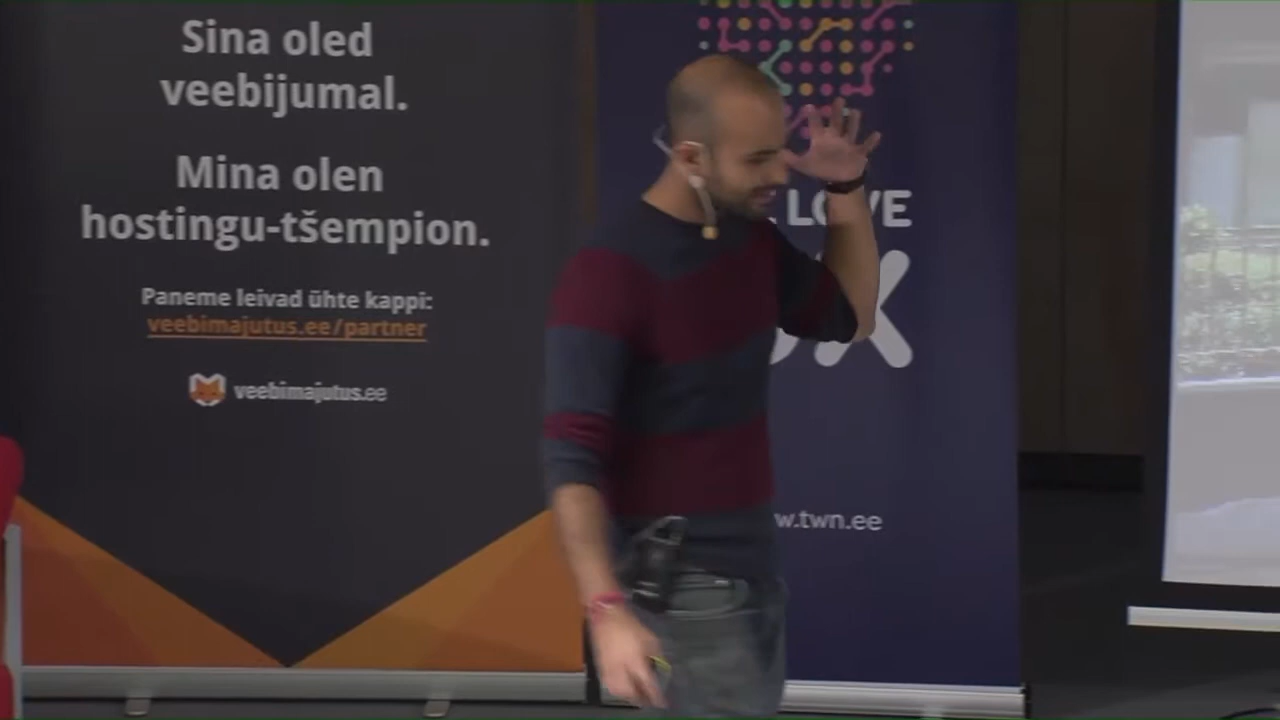 Sina oled
veebijumal.
Mina olen
hostingu-tšempion.
Paneme leivad ühte kappi:
veebimajutus.ee/partner
veebimajutus.ee
LOVE
X
w.twn.ee